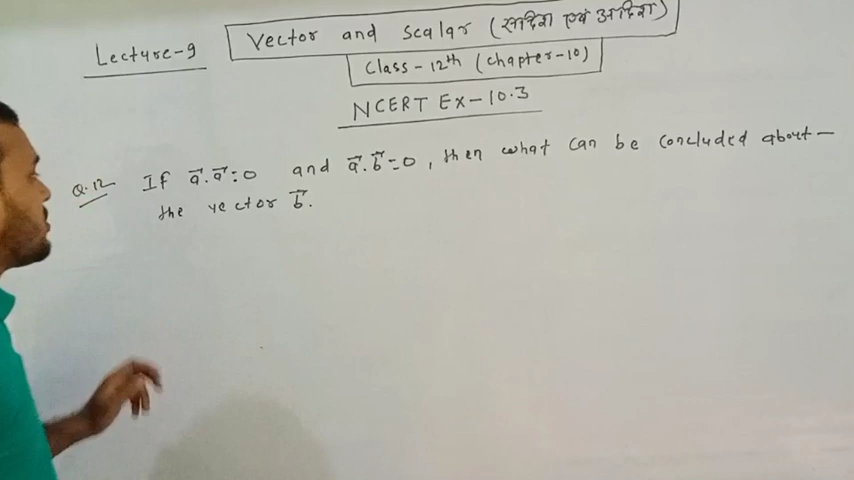 Lecture-9
Vector and scalar (सदिश एवं अदिश)
Class-12th (chapter-10)
NCERT Ex-10.3
Q.12 If a⃗.a⃗=0 and a⃗.b⃗=0, then what can be concluded about-
the vector b⃗.